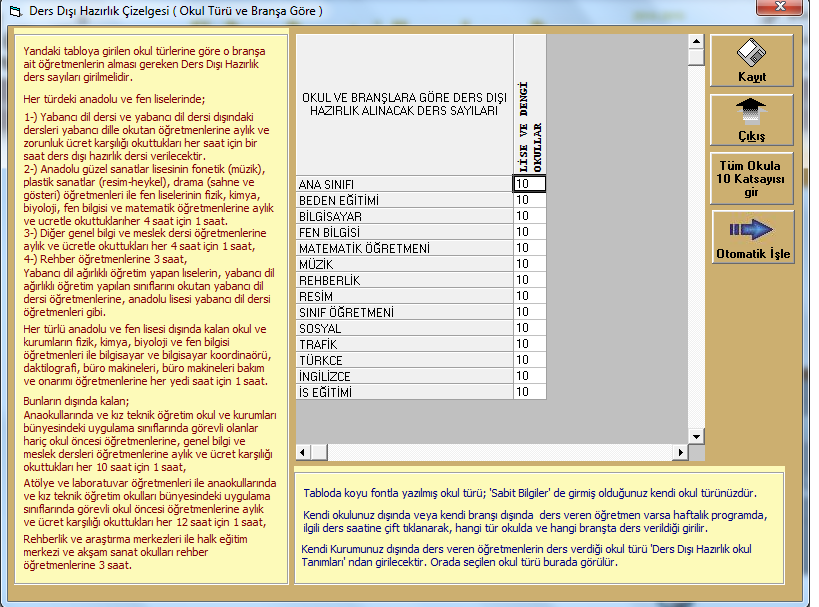 Ders Dışı Hazırlık Çizelgesi ( Okul Türü ve Branşa Göre )
Yandaki tabloya girilen okul türlerine göre o branşa
ait öğretmenlerin alması gereken Ders Dışı Hazırlık
ders sayıları girilmelidir.
Her türdeki anadolu ve fen liselerinde;
1-) Yabancı dil dersi ve yabancı dil dersi dışındaki
dersleri yabancı dille okutan öğretmenlerine aylık ve
zorunluk ücret karşılığı okuttukları her saat için bir
saat ders dışı hazırlık dersi verilecektir.
2-) Anadolu güzel sanatlar lisesinin fonetik (müzik),
plastik sanatlar (resim-heykel), drama (sahne ve
gösteri) öğretmenleri ile fen liselerinin fizik, kimya,
biyoloji, fen bilgisi ve matematik öğretmenlerine aylık
ve ucretle okuttuklarıher 4 saat için 1 saat.
3-) Diğer genel bilgi ve meslek dersi öğretmenlerine
aylık ve ücretle okuttukları her 4 saat için 1 saat,
4-) Rehber öğretmenlerine 3 saat,
Yabancı dil ağırlıklı öğretim yapan lıselerin, yabancı dil
ağırlıklı öğretim yapılan sınıflarını okutan yabancı dil
dersi öğretmenlerine, anadolu lisesi yabancı dil dersi
öğretmenleri gibi.
Her türlü anadolu ve fen lisesi dışında kalan okul ve
kurumların fizik, kimya, biyoloji ve fen bilgisi
öğretmenleri ile bilgisayar ve bilgisayar koordinaörü,
daktilografi, büro makineleri, büro makineleri bakım
ve onarımı öğretmenlerine her yedi saat için 1 saat.
Bunların dışında kalan;
Anaokullarında ve kız teknik öğretim okul ve kurumları
bünyesindeki uygulama sınıflarında görevli olanlar
hariç okul öncesi öğretmenlerine, genel bilgi ve
meslek dersleri öğretmenlerine aylık ve ücret karşılığı
okuttukları her 10 saat için 1 saat,
Atölye ve laboratuvar öğretmenleri ile anaokullarında
ve kız teknik öğretim okulları bünyesindeki uygulama
sınıflarında görevli okul öncesi öğretmenlerine aylık
ve ücret karşılığı okuttukları her 12 saat için 1 saat,
Rehberlik ve araştırma merkezleri ile halk eğitim
merkezi ve akşam sanat okulları rehber
öğretmenlerine 3 saat.
OKUL VE BRANŞLARA GÖRE DERS DIŞI
HAZIRLIK ALINACAK DERS SAYILARI
LİSE VE DENGİ
OKULLAR
ANA SINIFI 10
BEDEN EĞİTİMİ 10
BİLGİSAYAR 10
FEN BİLGİSİ 10
MATEMATİK ÖĞRETMENİ 10
MÜZİK 10
REHBERLİK 10
RESİM 10
SINIF ÖĞRETMENİ 10
SOSYAL 10
TRAFİK 10
TÜRKCE 10
İNGİLİZCE 10
İS EĞİTİMİ 10
Kayıt
Çıkış
Tüm Okula
10 Katsayısı
gir
Otomatik İşle
Tabloda koyu fontla yazılmış okul türü; 'Sabit Bilgiler' de girmiş olduğunuz kendi okul türünüzdür.
Kendi okulunuz dışında veya kendi branşı dışında ders veren öğretmen varsa haftalık programda,
ilgili ders saatine çift tıklanarak, hangi tür okulda ve hangi branşta ders verildiği girilir.
Kendi Kurumunuz dışında ders veren öğretmenlerin ders verdiği okul türü 'Ders Dışı Hazırlık okul
Tanımları' ndan girilecektir. Orada seçilen okul türü burada görülür.